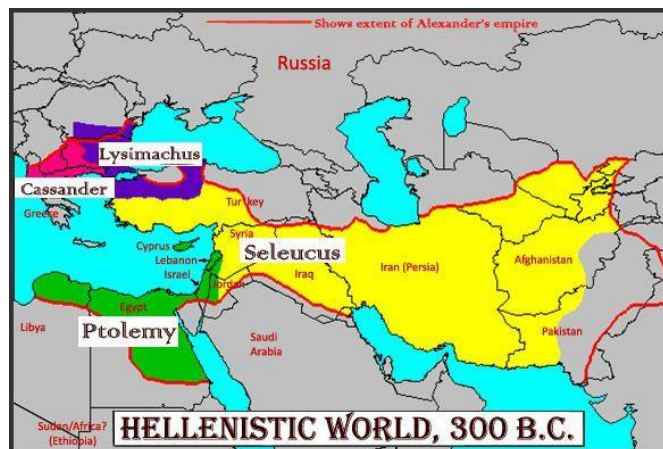 Shows extent of Alexander's empire
Russia
Lysimachus
Cassander
Greece
Turkey
Cyprus
Syria
Lebanon
Seleucus
Israel
Jordan
Iraq
Iran (Persia)
Afghanistan
Egypt
Libya
Ptolemy
Saudi
Arabia
Pakistan
Sudan/Africa?
(Ethiopia)
HELLENISTIC WORLD, 300 B.C.